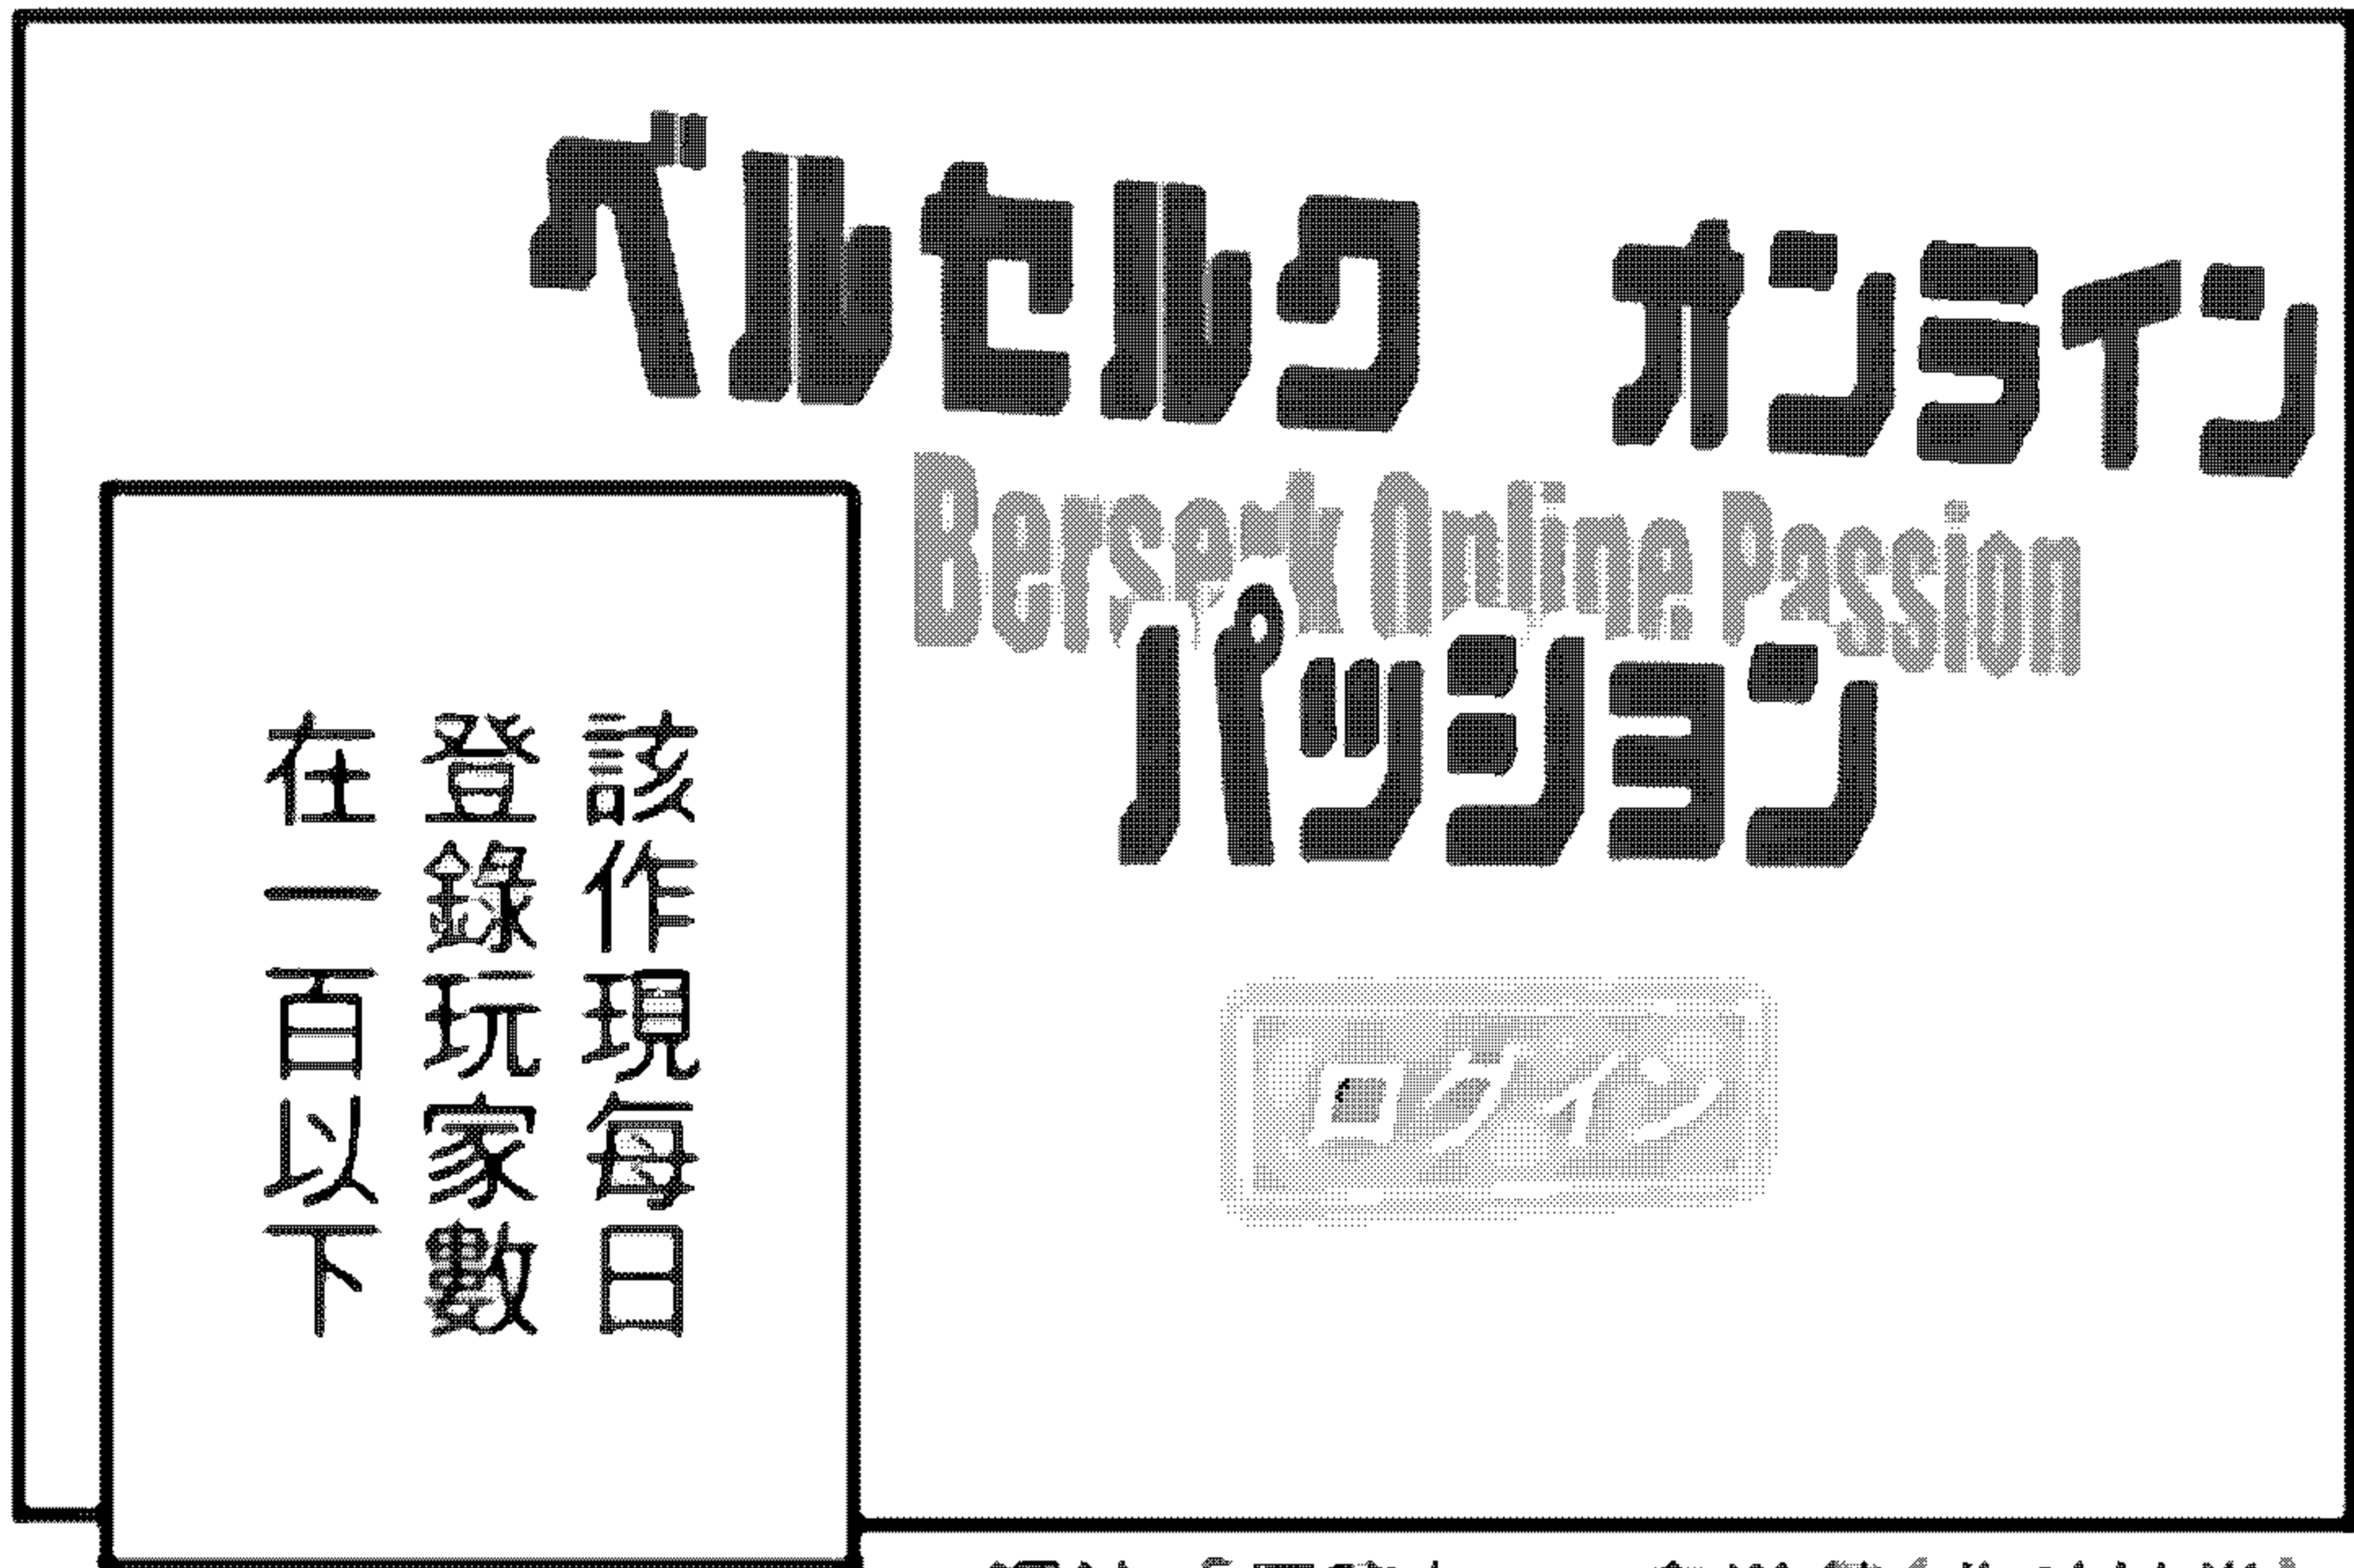 ベルセルク オンライン
Berserk Online Passion
パッション
ログイン
該作現每日
登錄玩家數
在一百以下